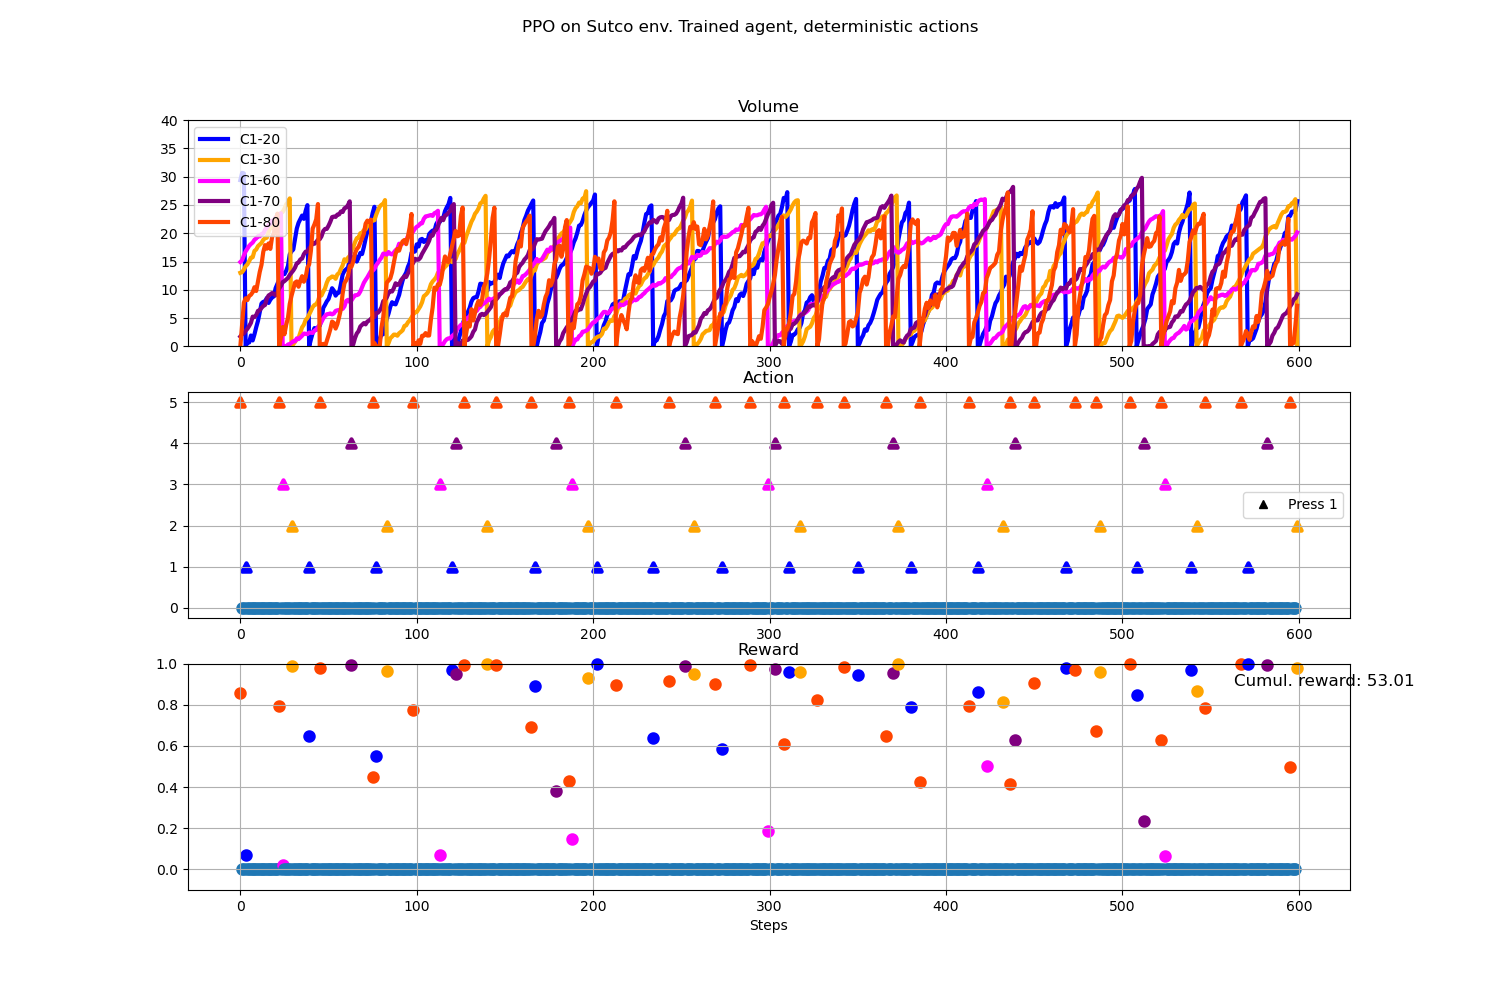 PPO on Sutco env. Trained agent, deterministic actions
Volume
40
35
30
25
20
15
10
5
0
C1-20
C1-30
C1-60
C1-70
C1-80
0 100 200 300 400 500 600
Action
5
4
3
2
1
0
Press 1
0 100 200 300 400 500 600
Reward
1.0
0.8
0.6
0.4
0.2
0.0
Cumul. reward: 53.01
0 100 200 300 400 500 600
Steps